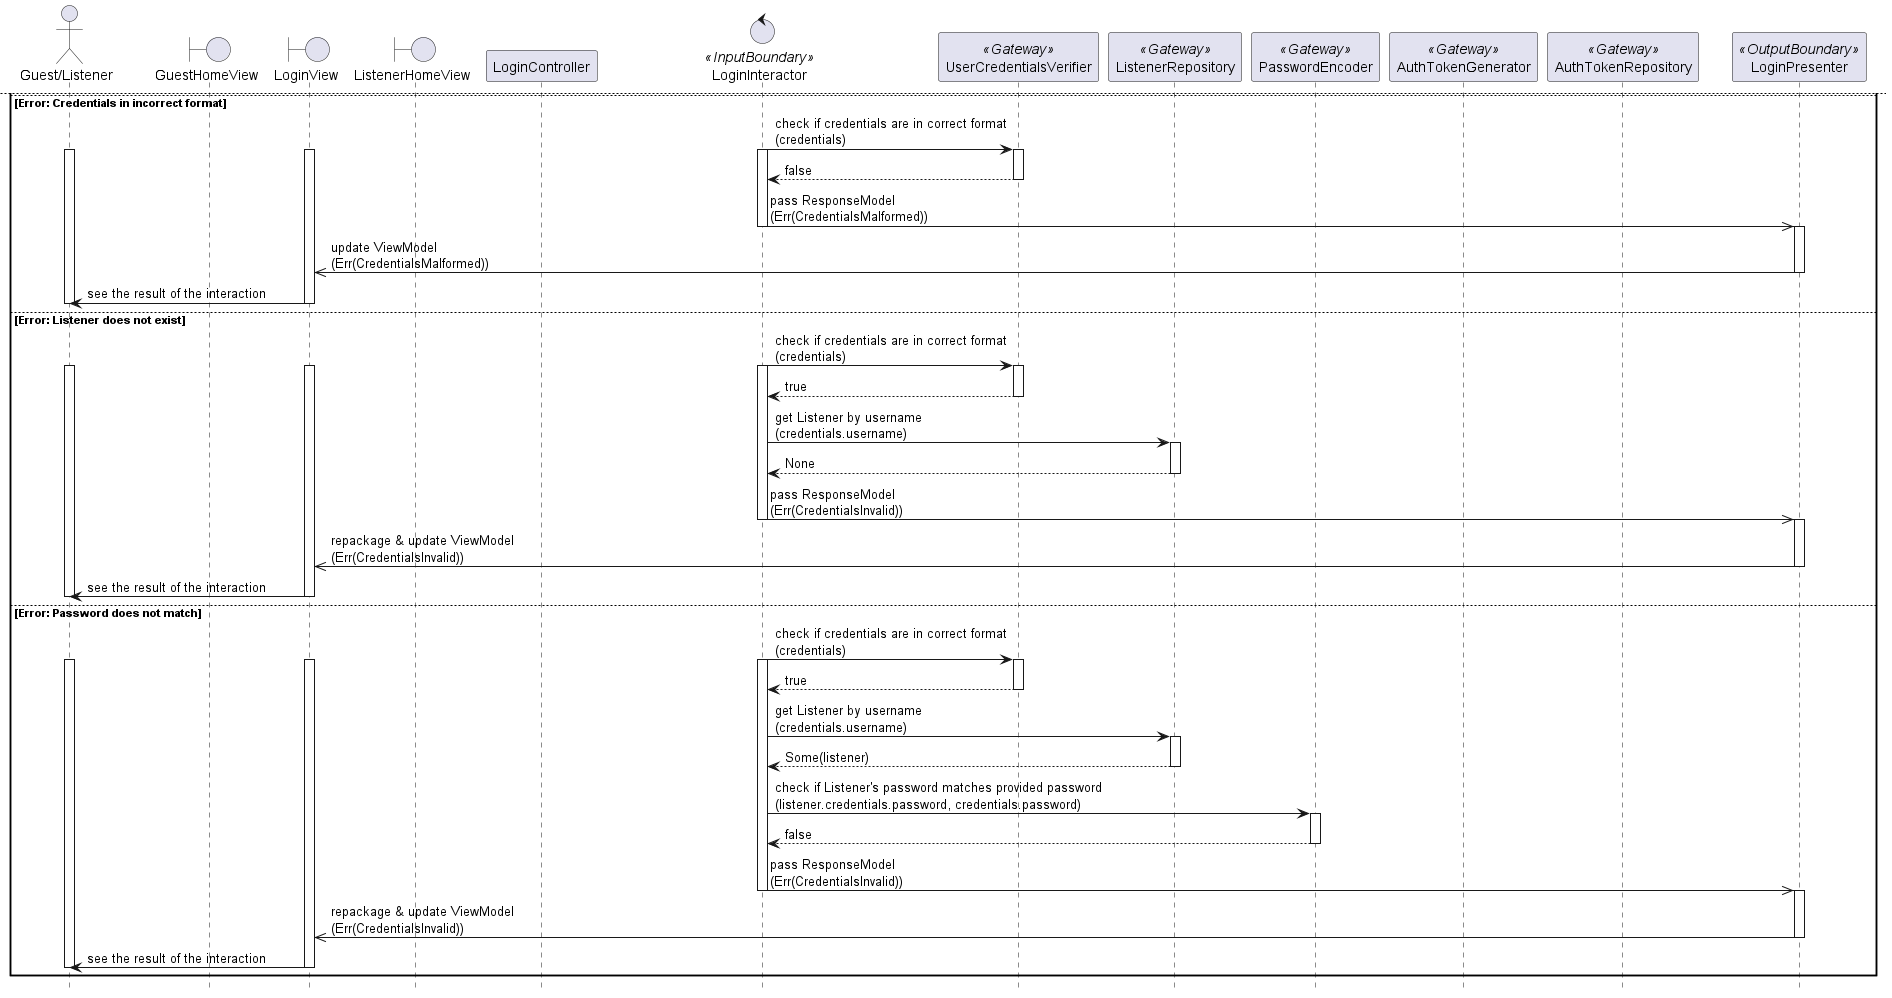 Guest/Listener
GuestHomeView
LoginView
ListenerHomeView
LoginController
«InputBoundary»
LoginInteractor
«Gateway»
UserCredentialsVerifier
«Gateway»
ListenerRepository
«Gateway»
PasswordEncoder
«Gateway»
AuthTokenGenerator
«Gateway»
AuthTokenRepository
«OutputBoundary»
LoginPresenter
[Error: Credentials in incorrect format]
check if credentials are in correct format
(credentials)
false
pass ResponseModel
(Err(CredentialsMalformed))
update ViewModel
(Err(CredentialsMalformed))
see the result of the interaction
[Error: Listener does not exist]
check if credentials are in correct format
(credentials)
true
get Listener by username
(credentials.username)
None
pass ResponseModel
(Err(CredentialsInvalid))
repackage & update ViewModel
(Err(CredentialsInvalid))
see the result of the interaction
[Error: Password does not match]
check if credentials are in correct format
(credentials)
true
get Listener by username
(credentials.username)
Some(listener)
check if Listener's password matches provided password
(listener.credentials.password, credentials.password)
false
pass ResponseModel
(Err(CredentialsInvalid))
repackage & update ViewModel
(Err(CredentialsInvalid))
see the result of the interaction